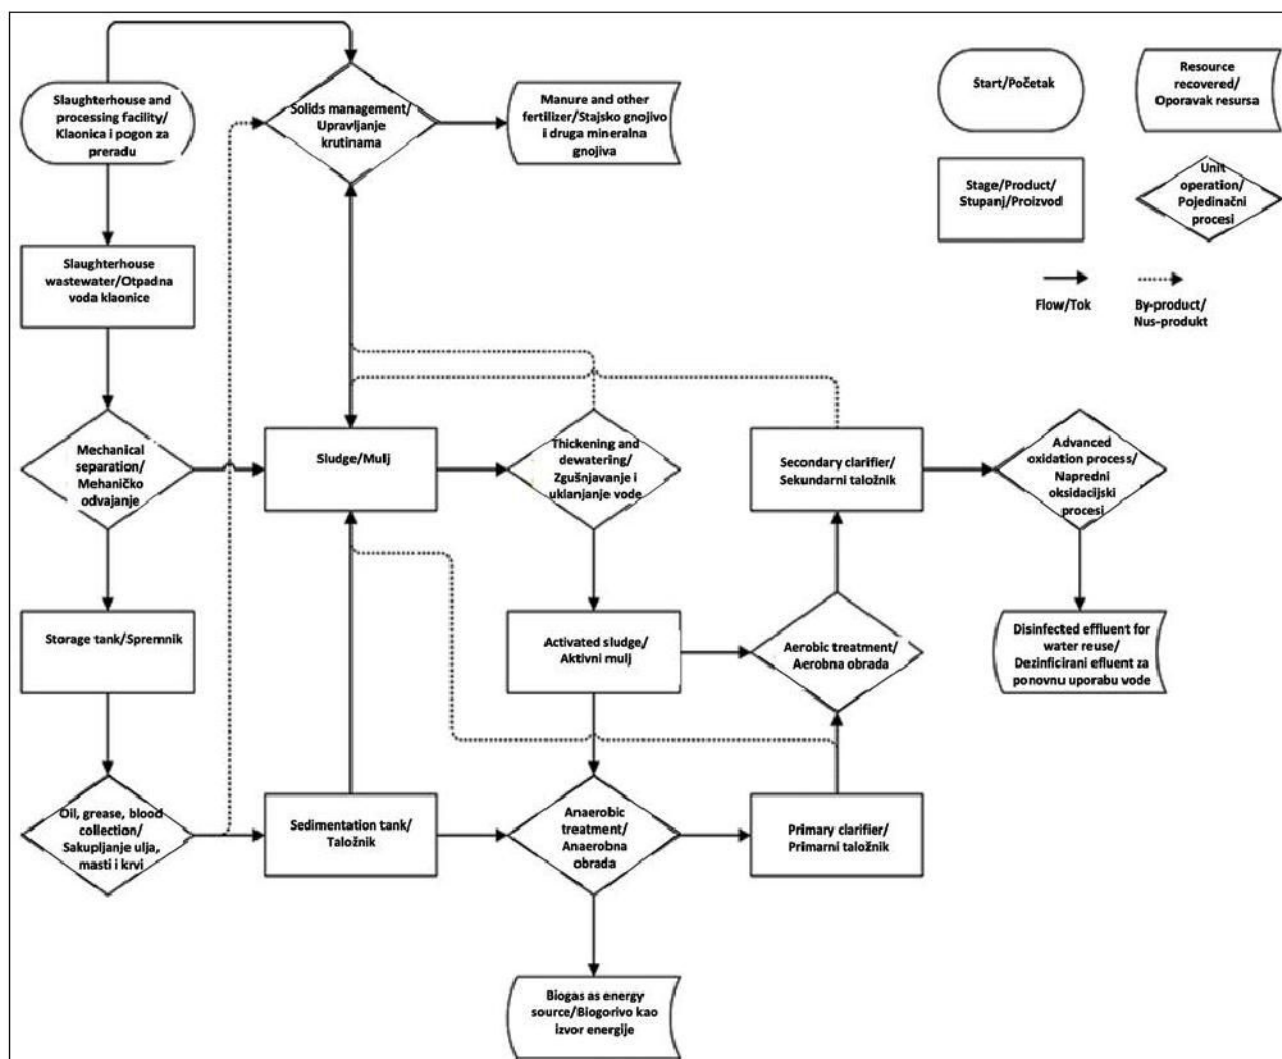 Slaughterhouse and
processing facility/
Klaonica i pogon za
preradu
Solids management/
Upravljanje
krutinama
Manure and other
fertilizer/Stajsko gnojivo
i druga mineralna
gnojiva
Start/Početak
Resource
recovered/
Oporavak resursa
Stage/Product/
Stupanj/Proizvod
Unit
operation/
Pojedinačni
procesi
Flow/Tok
By-product/
Nus-produkt
Slaughterhouse
wastewater/Otpadna
voda klaonice
Mechanical
separation/
Mehaničko
odvajanje
Sludge/Mulj
Thickening and
dewatering/
Zgušnjavanje i
uklanjanje vode
Secondary clarifier/
Sekundarni taložnik
Advanced
oxidation process/
Napredni
oksidacijski
procesi
Storage tank/Spremnik
Activated sludge/
Aktivni mulj
Aerobic treatment/
Aerobna obrada
Disinfected effluent for
water reuse/
Dezinficirani efluent za
ponovnu uporabu vode
Oil, grease, blood
collection/
Sakupljanje ulja,
masti i krvi
Sedimentation tank/
Taložnik
Anaerobic
treatment/
Anaerobna
obrada
Primary clarifier/
Primarni taložnik
Biogas as energy
source/Biogorivo kao
izvor energije